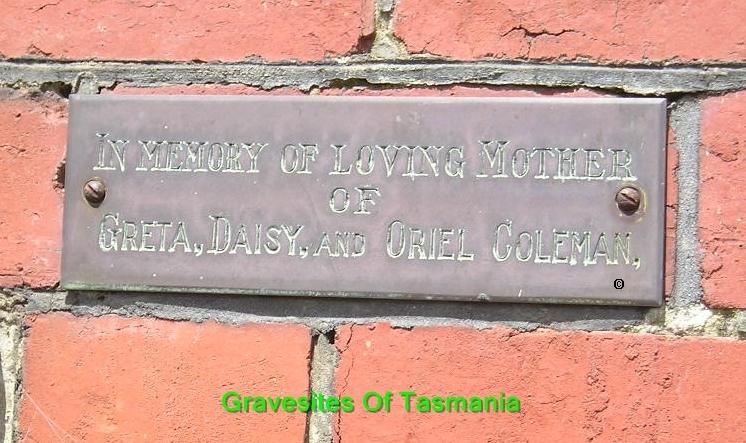 In memory of loving Mother
of
Greta, Daisy, and Oriel Coleman,
©
Gravesites Of Tasmania